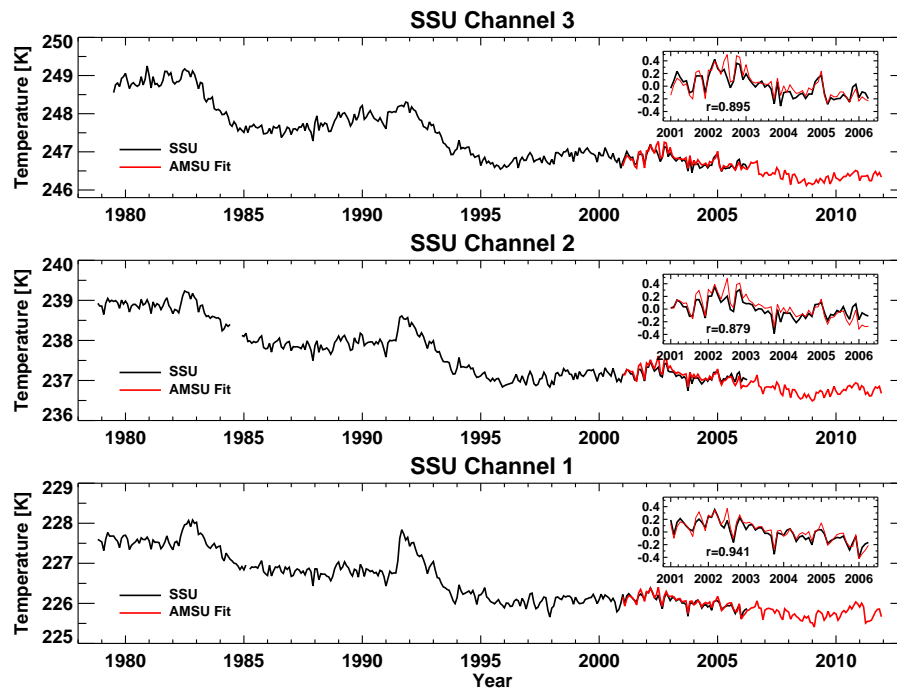 SSU Channel 3
Temperature [K]
250
249
248
247
246
SSU
AMSU Fit
0.4
0.2
0.0
-0.2
-0.4
r=0.895
2001 2002 2003 2004 2005 2006
1980 1985 1990 1995 2000 2005 2010
SSU Channel 2
Temperature [K]
240
239
238
237
236
SSU
AMSU Fit
0.4
0.2
0.0
-0.2
-0.4
r=0.879
2001 2002 2003 2004 2005 2006
1980 1985 1990 1995 2000 2005 2010
SSU Channel 1
Temperature [K]
229
228
227
226
225
SSU
AMSU Fit
0.4
0.2
0.0
-0.2
-0.4
r=0.941
2001 2002 2003 2004 2005 2006
1980 1985 1990 1995 2000 2005 2010
Year